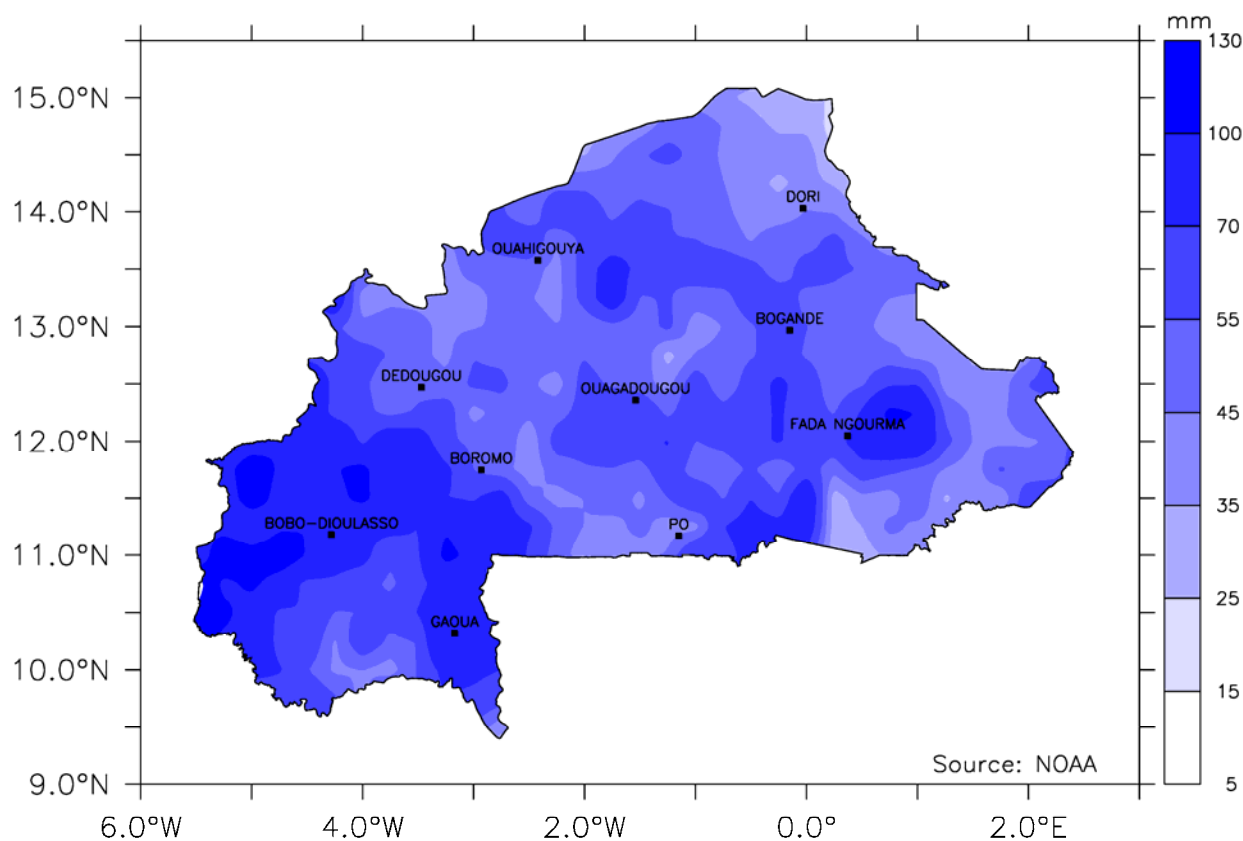 mm
130
15.0°N
100
14.0°N
DORI
70
OUAHIGOUYA
55
13.0°N
BOGANDE
DEDOUGOU
OUAGADOUGOU
45
FADA NGOURMA
12.0°N
BOROMO
35
BOBO-DIOULASSO
PO
11.0°N
25
GAOUA
10.0°N
15
Source: NOAA
9.0°N
5
6.0°W
4.0°W
2.0°W
0.0°
2.0°E